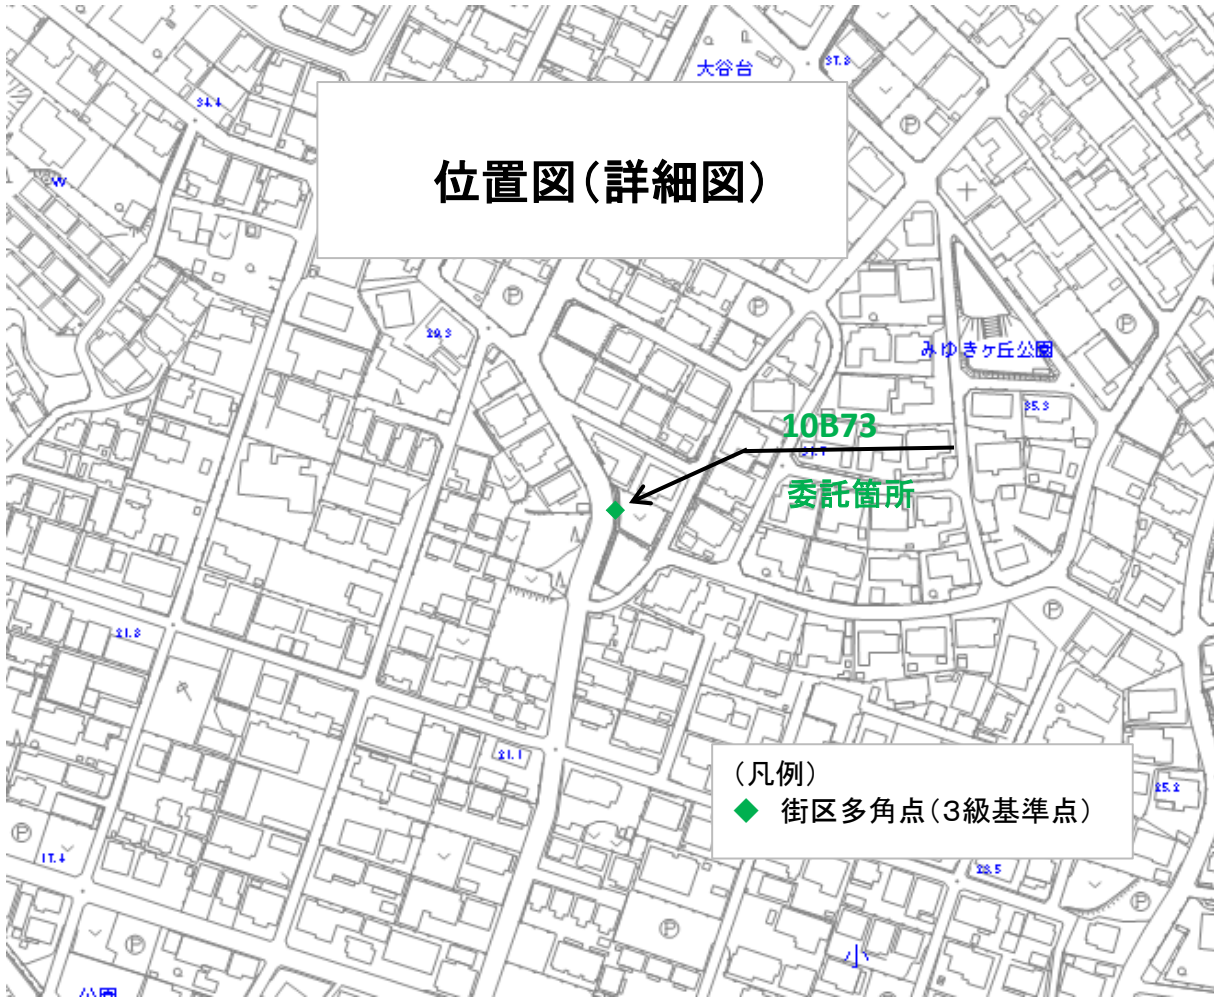 大谷台
37.8
34.4
位置図(詳細図)
W
29.3
みゆきヶ丘公園
35.3
10B73
委託箇所
21.8
21.1
(凡例)
◆ 街区多角点(3級基準点)
25.2
17.4
23.5
小
公園